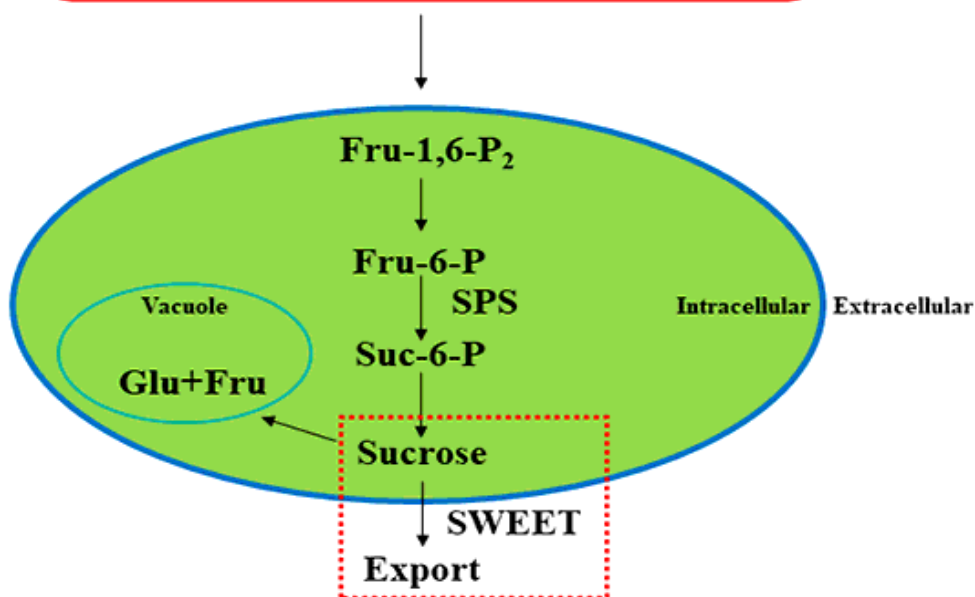 Fru-1,6-P₂
Fru-6-P
SPS
Vacuole
Intracellular
Extracellular
Suc-6-P
Glu+Fru
Sucrose
SWEET
Export